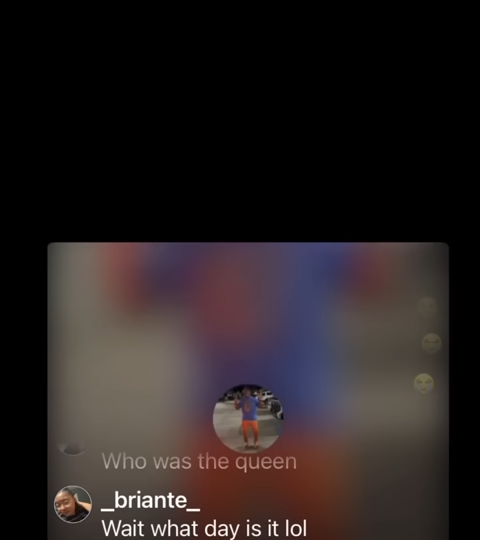 Who was the queen
_briante_
Wait what day is it lol